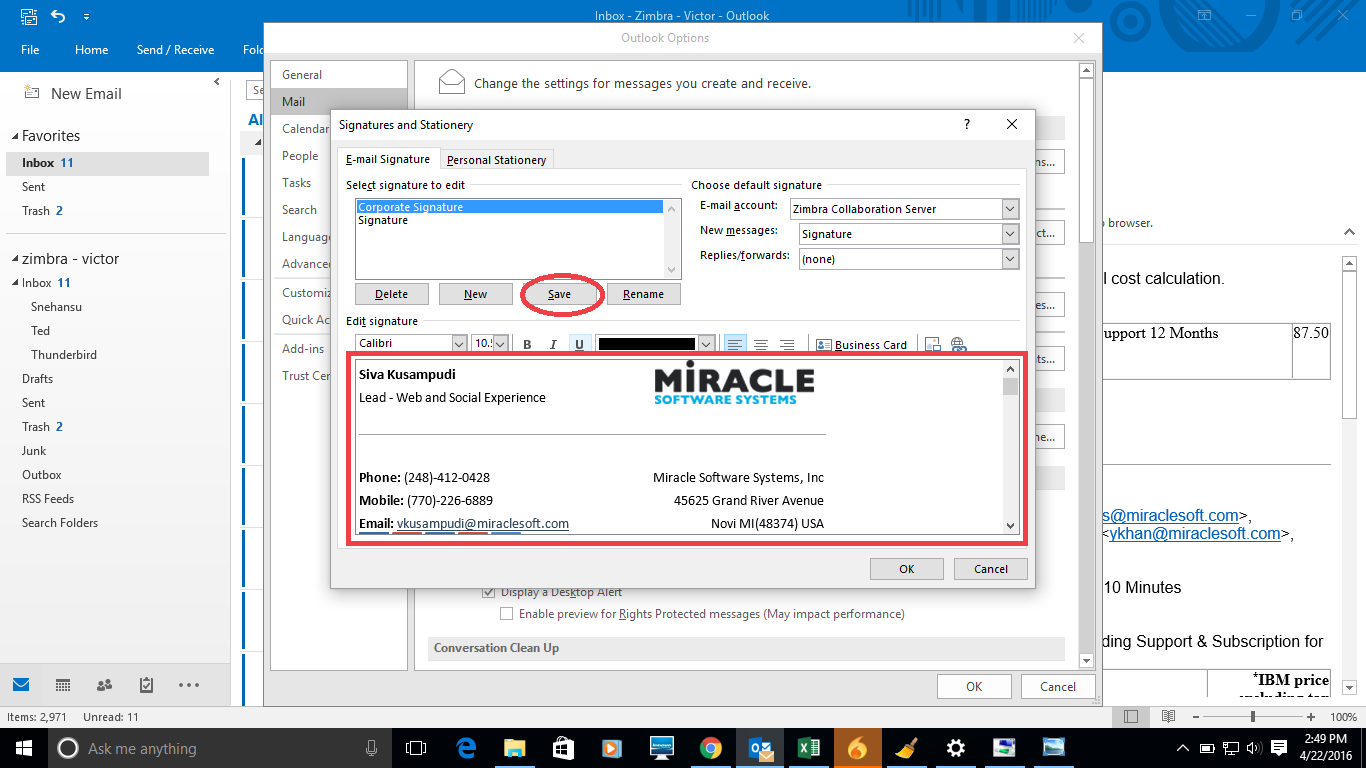 Inbox - Zimbra - Victor - Outlook
File Home Send / Receive
Outlook Options
New Email
Favorites
Inbox 11
Sent
Trash 2
zimbra - victor
Inbox 11
Snehansu
Ted
Thunderbird
Drafts
Sent
Trash 2
Junk
Outbox
RSS Feeds
Search Folders
General
Mail
Calendar
People
Tasks
Search
Language
Add-ins
Change the settings for messages you create and receive.
Signatures and Stationery
?
E-mail Signature Personal Stationery
Select signature to edit
Corporate Signature
Signature
Delete New Save Rename
Choose default signature
E-mail account: Zimbra Collaboration Server
New messages: Signature
Replies/forwards: (none)
Edit signature
Calibri B I U Business Card
Siva Kusampudi
Lead - Web and Social Experience
MIRACLE
SOFTWARE SYSTEMS
Phone: (248)-412-0428 Miracle Software Systems, Inc
Mobile: (770)-226-6889 45625 Grand River Avenue
Email: vkusampudi@miraclesoft.com Novi MI(48374) USA
OK Cancel
Display a Desktop Alert
Enable preview for Rights Protected messages (May impact performance)
Conversation Clean Up
OK Cancel
browser.
cost calculation.
upport 12 Months 87.50
s@miraclesoft.com>,
<ykhan@miraclesoft.com>,
10 Minutes
ding Support & Subscription for
*IBM price
Items: 2,971 Unread: 11
100%
Ask me anything
2:49 PM
4/22/2016